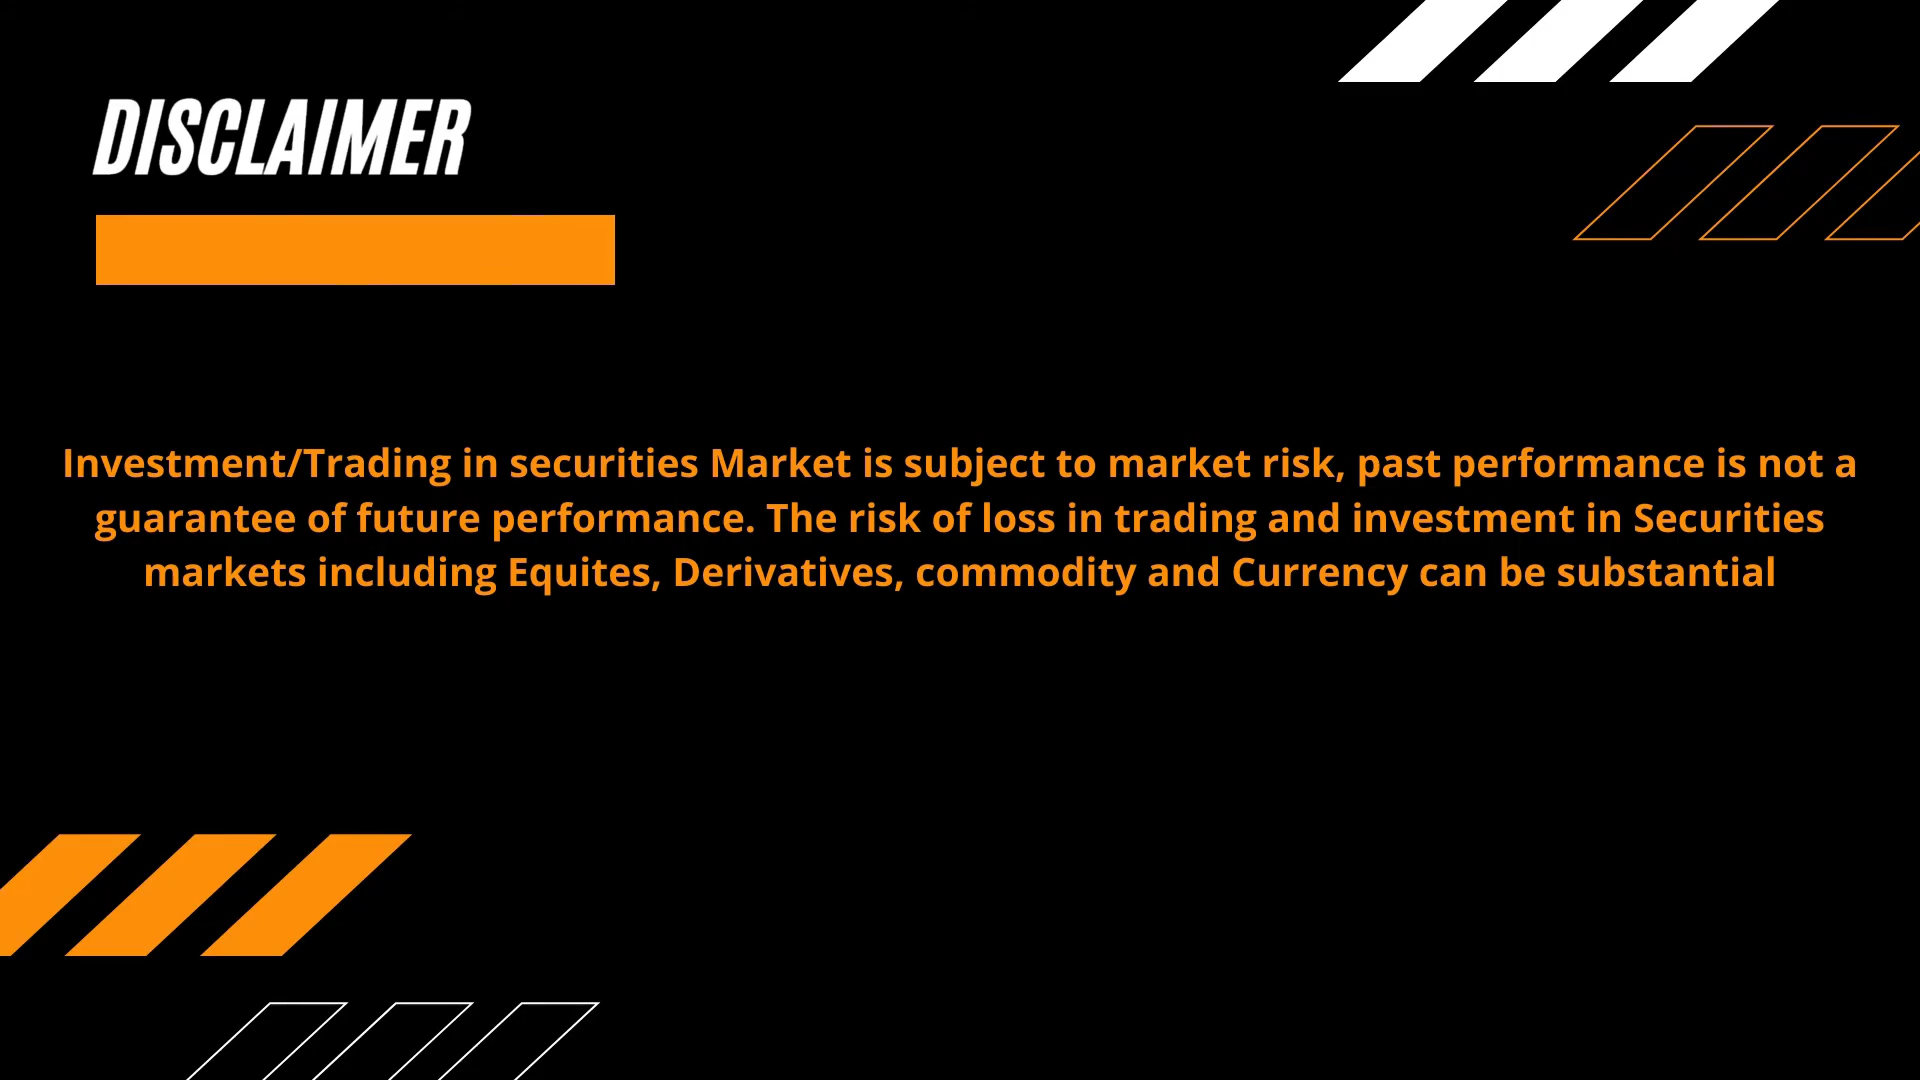 DISCLAIMER
Investment/Trading in securities Market is subject to market risk, past performance is not a
guarantee of future performance. The risk of loss in trading and investment in Securities
markets including Equites, Derivatives, commodity and Currency can be substantial